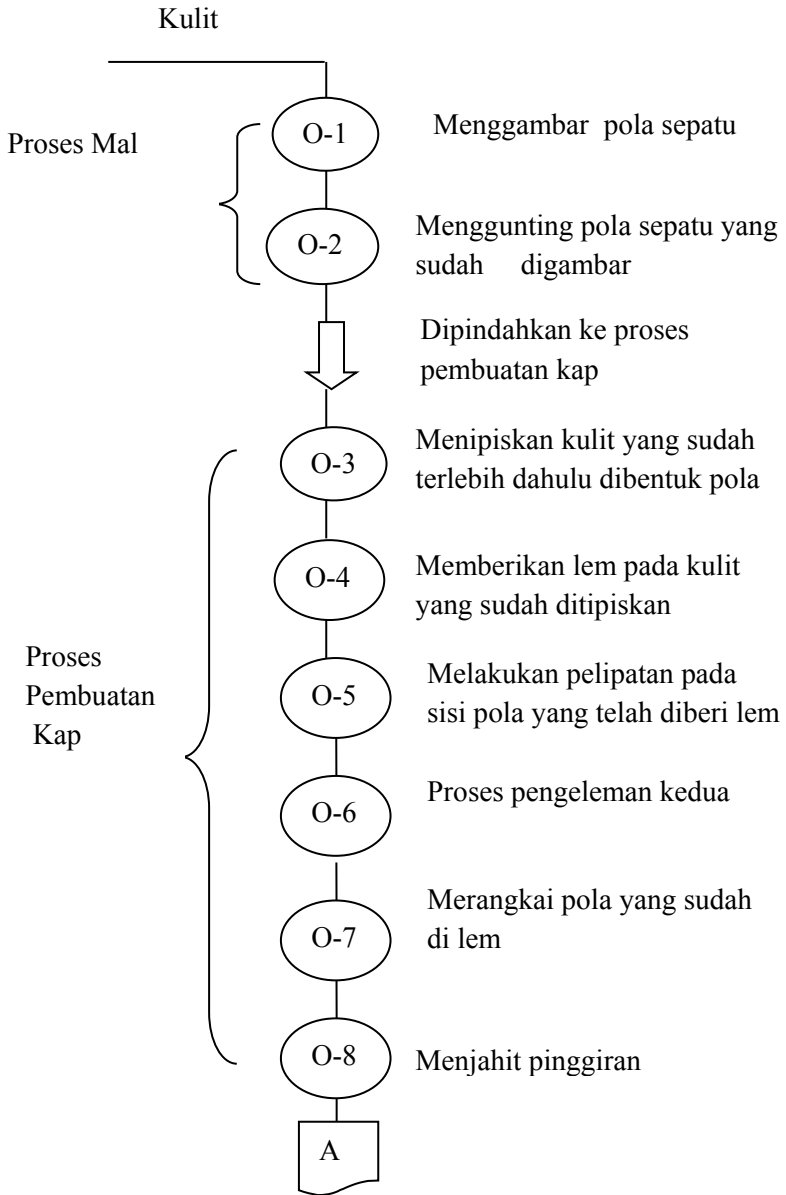 Kulit
Proses Mal
O-1
Menggambar pola sepatu
O-2
Menggunting pola sepatu yang
sudah digambar
Dipindahkan ke proses
pembuatan kap
Proses
Pembuatan
Kap
O-3
Menipiskan kulit yang sudah
terlebih dahulu dibentuk pola
O-4
Memberikan lem pada kulit
yang sudah ditipiskan
O-5
Melakukan pelipatan pada
sisi pola yang telah diberi lem
O-6
Proses pengeleman kedua
O-7
Merangkai pola yang sudah
di lem
O-8
Menjahit pinggiran
A